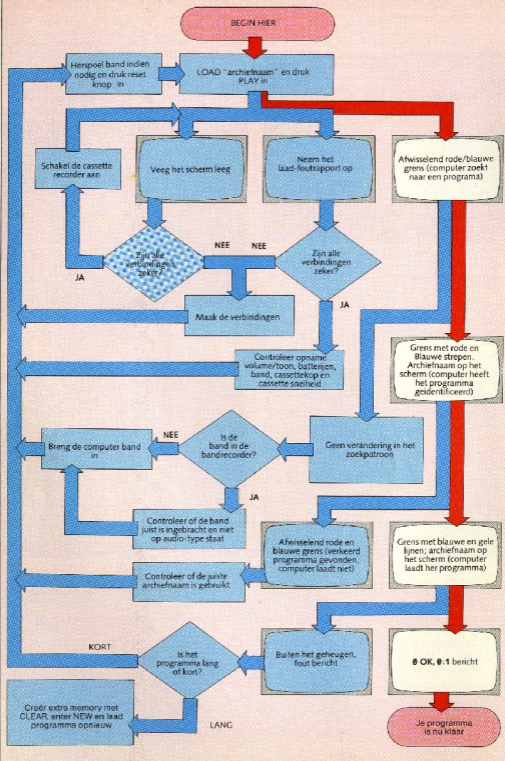 BEGIN HIER
Herspoel band indien
nodig en druk reset
knop in
LOAD "archiefnaam" en druk
PLAY in
Schakel de cassette
recorder aan
Veeg het scherm leeg
Neem het
laad-foutrapport op
Afwisselend rode/blauwe
grens (computer zoekt
naar een programa)
Zijn alle
verbindingen
zeker?
NEE
NEE
Zijn alle
verbindingen
zeker?
JA
JA
Maak de verbindingen
Controleer opname
volume/toon, batterijen,
band, cassettekop en
cassette snelheid
Grens met rode en
Blauwe strepen.
Archiefnaam op het
scherm (computer heeft
het programma
geidentificeerd)
Breng de computer band
in
NEE
Is de
band in de
bandrecorder?
Geen verandering in het
zoekpatroon
JA
Controleer of de band
juist is ingebracht en niet
op audio-type staat
Afwisselend rode en
blauwe grens (verkeerd
programma gevonden,
computer laadt niet)
Grens met blauwe en gele
lijnen; archiefnaam op
het scherm (computer
laadt her programma)
Controleer of de juiste
archiefnaam is gebruikt
KORT
Is het
programma lang
of kort?
Buiten het geheugen,
fout bericht
0 OK, 0:1 bericht
Creër extra memory met
CLEAR, enter NEW en laad
programma opnieuw
LANG
Je programma
is nu klaar